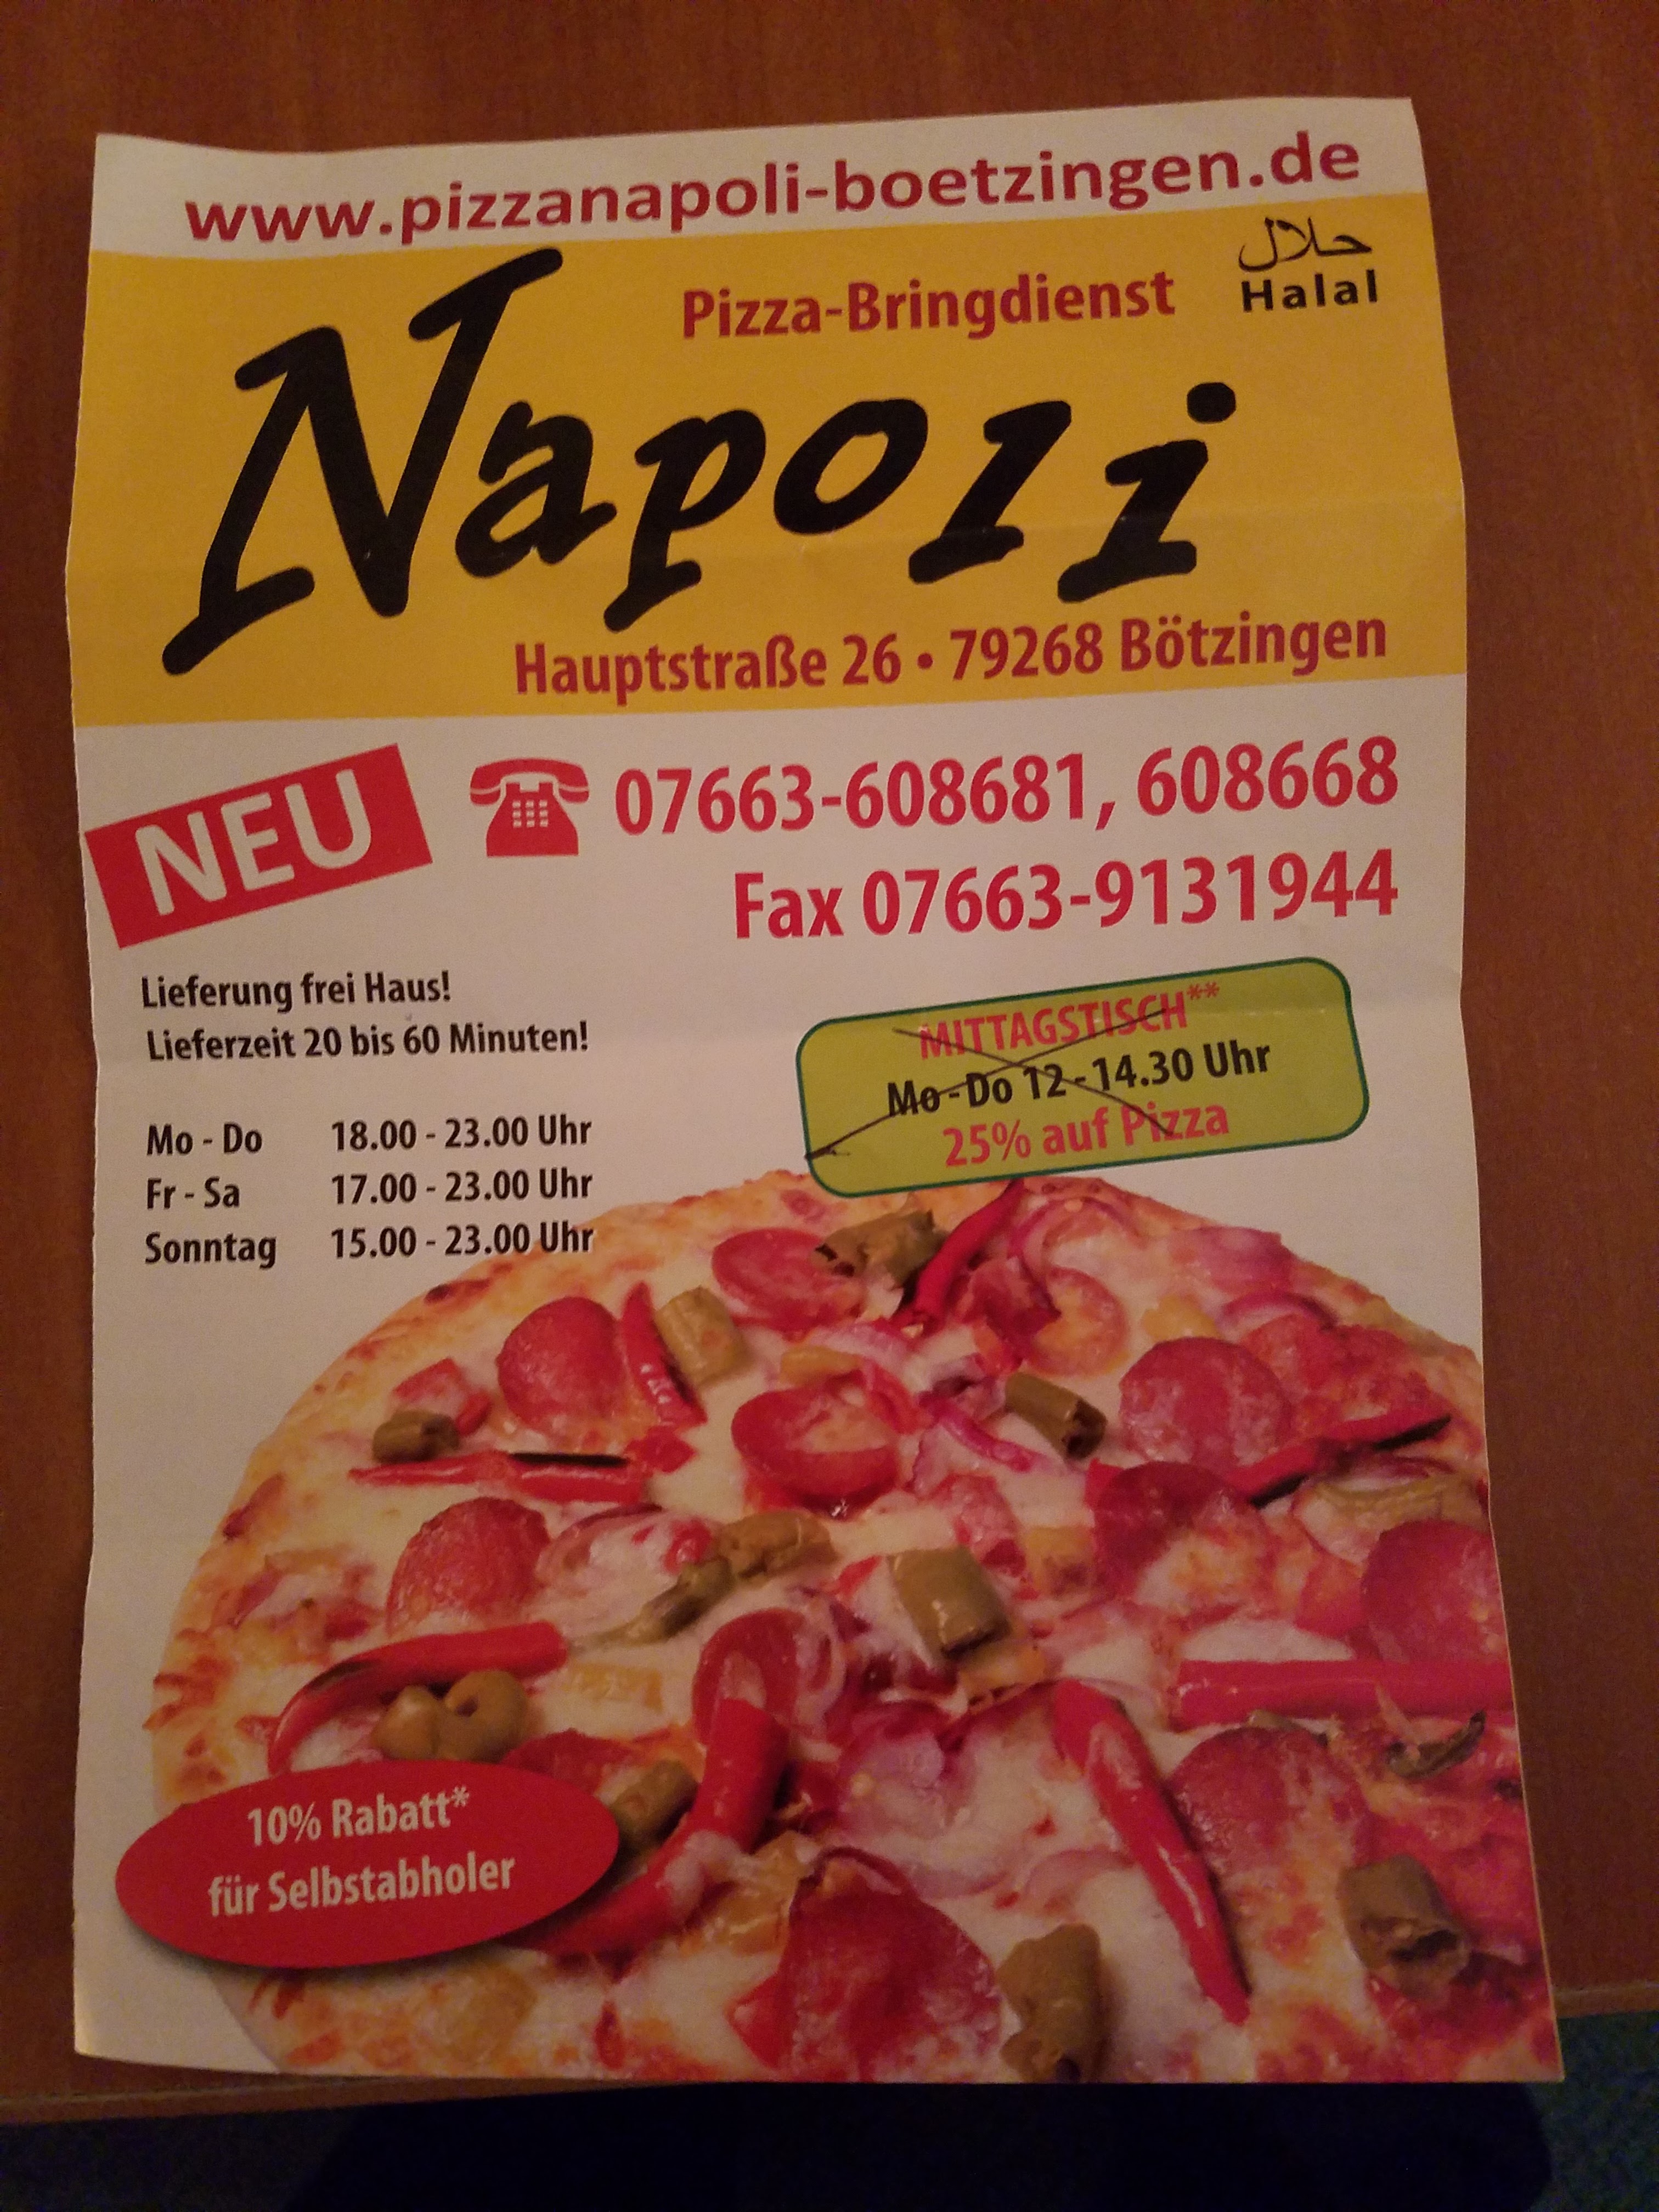 www.pizzanapoli-boetzingen.de
Pizza-Bringdienst
حلال
Halal
Napoli
Hauptstraße 26 • 79268 Bötzingen
NEU
07663-608681, 608668
Fax 07663-9131944
Lieferung frei Haus!
Lieferzeit 20 bis 60 Minuten!
MITTAGSTISCH**
Mo - Do 12 - 14.30 Uhr
25% auf Pizza
Mo - Do 18.00 - 23.00 Uhr
Fr - Sa 17.00 - 23.00 Uhr
Sonntag 15.00 - 23.00 Uhr
10% Rabatt*
für Selbstabholer